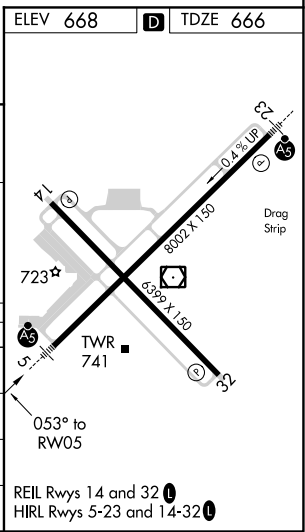 ELEV 668 D TDZE 666
23
A5
P
0.4% UP
14
P
8002 X 150
Drag
Strip
723
6399 X 150
A5
TWR
741
5
P
32
053° to
RW05
REIL Rwys 14 and 32 L
HIRL Rwys 5-23 and 14-32 L